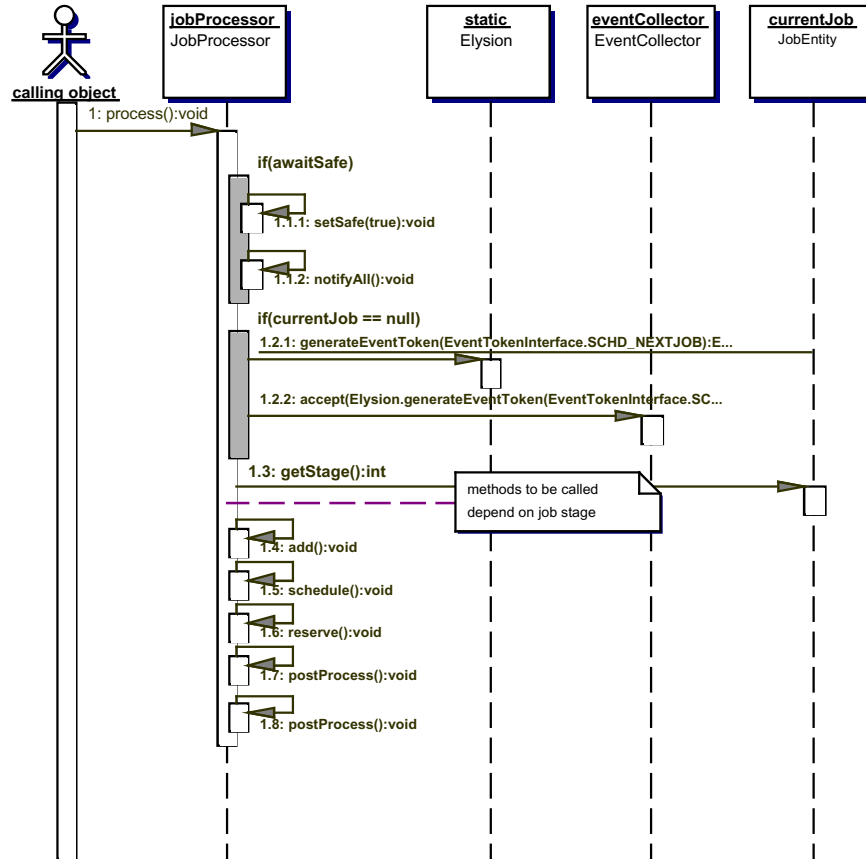 jobProcessor
JobProcessor
static
Elysion
eventCollector
EventCollector
currentJob
JobEntity
calling object
1: process():void
if(awaitSafe)
1.1.1: setSafe(true):void
1.1.2: notifyAll():void
if(currentJob == null)
1.2.1: generateEventToken(EventTokenInterface.SCHD_NEXTJOB):E...
1.2.2: accept(Elysion.generateEventToken(EventTokenInterface.SC...
1.3: getStage():int
methods to be called
depend on job stage
1.4: add():void
1.5: schedule():void
1.6: reserve():void
1.7: postProcess():void
1.8: postProcess():void